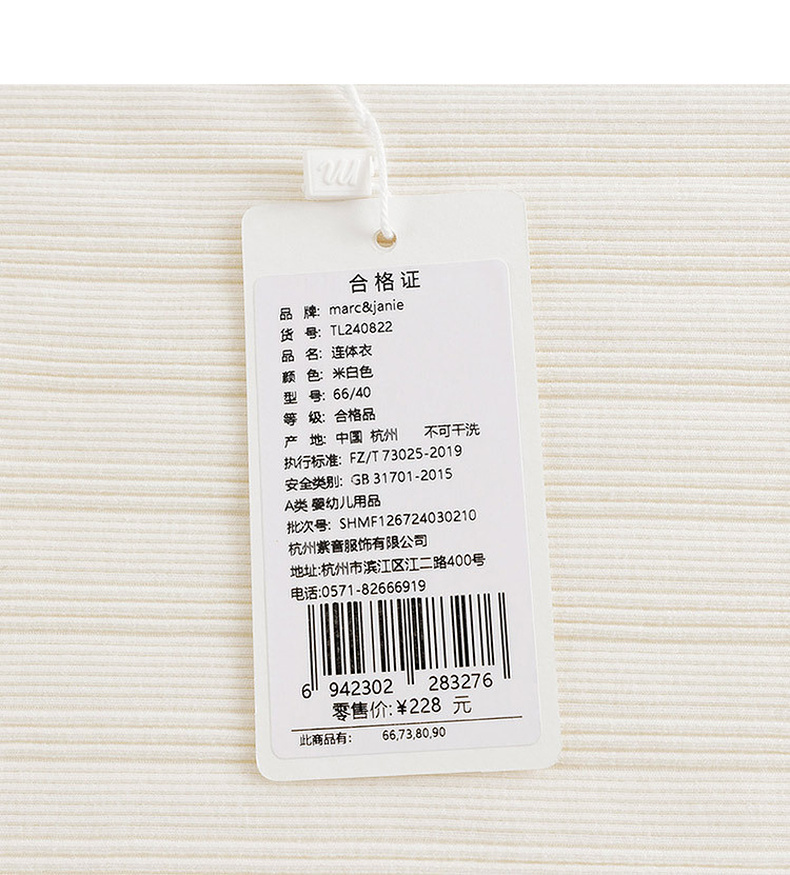 合格证
品 牌: marc&janie
货 号: TL240822
品 名: 连体衣
颜 色: 米白色
型 号: 66/40
等 级: 合格品
产 地: 中国 杭州 不可干洗
执行标准: FZ/T 73025-2019
安全类别: GB 31701-2015
A类 婴幼儿用品
批次号: SHMF126724030210
杭州紫音服饰有限公司
地址:杭州市滨江区江二路400号
电话:0571-82666919
6 942302 283276
零售价:¥228 元
此商品有: 66,73,80,90